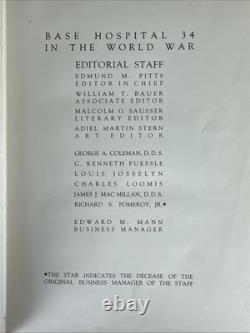 BASE HOSPITAL 34
IN THE WORLD WAR
EDITORIAL STAFF
EDMUND M. PITTS
EDITOR IN CHIEF
WILLIAM T. BAUER
ASSOCIATE EDITOR
MALCOLM G. SAUSSER
LITERARY EDITOR
ADIEL MARTIN STERN
ART EDITOR
GEORGE A. COLEMAN, D.D.S.
C. KENNETH FUESSLE
LOUIS JOSSELYN
CHARLES LOOMIS
JAMES J. MAC MILLAN, D.D.S.
RICHARD S. POMEROY, JR.★
EDWARD M. MANN
BUSINESS MANAGER
★THE STAR INDICATES THE DECEASE OF THE
ORIGINAL BUSINESS MANAGER OF THE STAFF